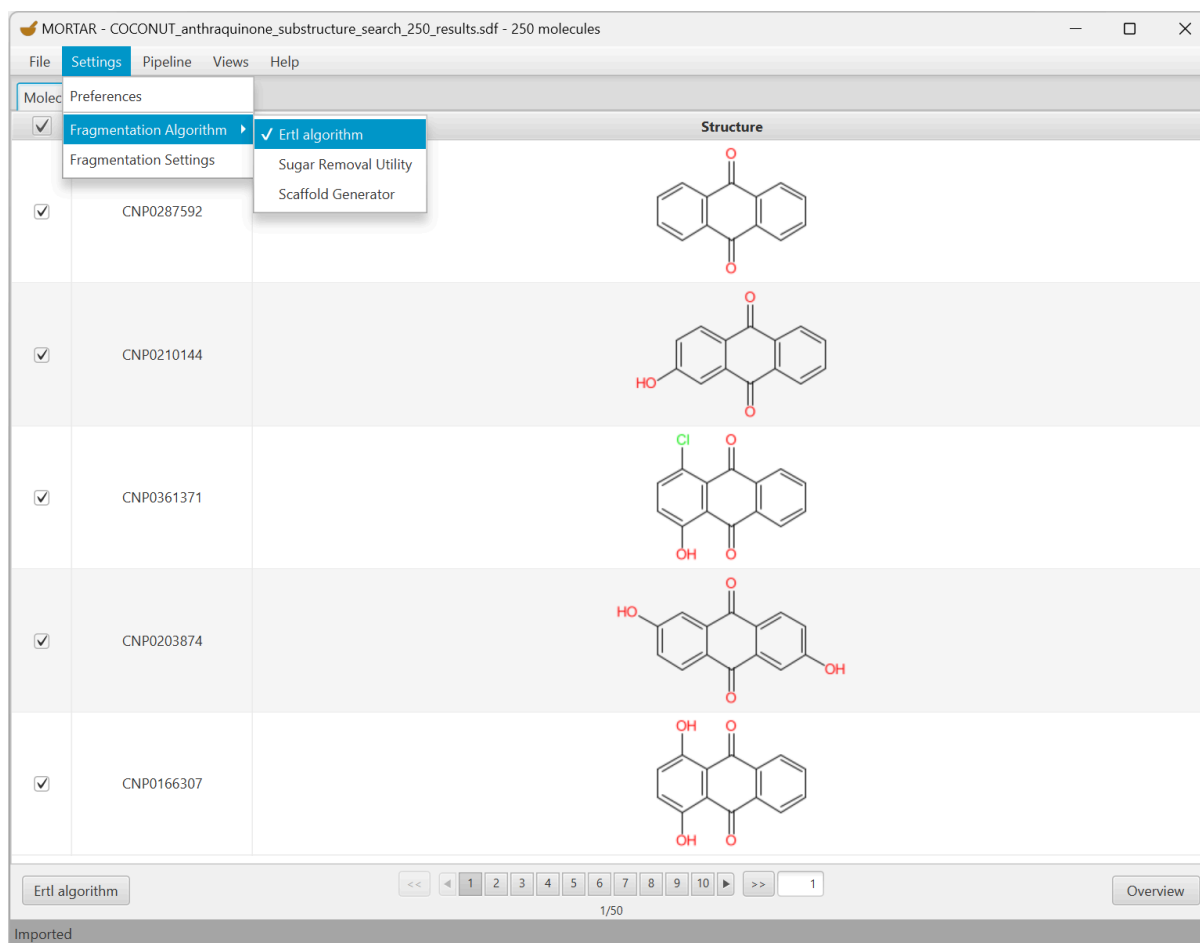 MORTAR - COCONUT_anthraquinone_substructure_search_250_results.sdf - 250 molecules
File Settings Pipeline Views Help
Molec Preferences
Fragmentation Algorithm Ertl algorithm Structure
Fragmentation Settings Sugar Removal Utility
Scaffold Generator
O
CNP0287592
O
O
CNP0210144
HO
O
Cl O
CNP0361371
OH O
O
HO
CNP0203874
OH
O
OH O
CNP0166307
OH O
Ertl algorithm << 1 2 3 4 5 6 7 8 9 10 >> 1 Overview
1/50
Imported